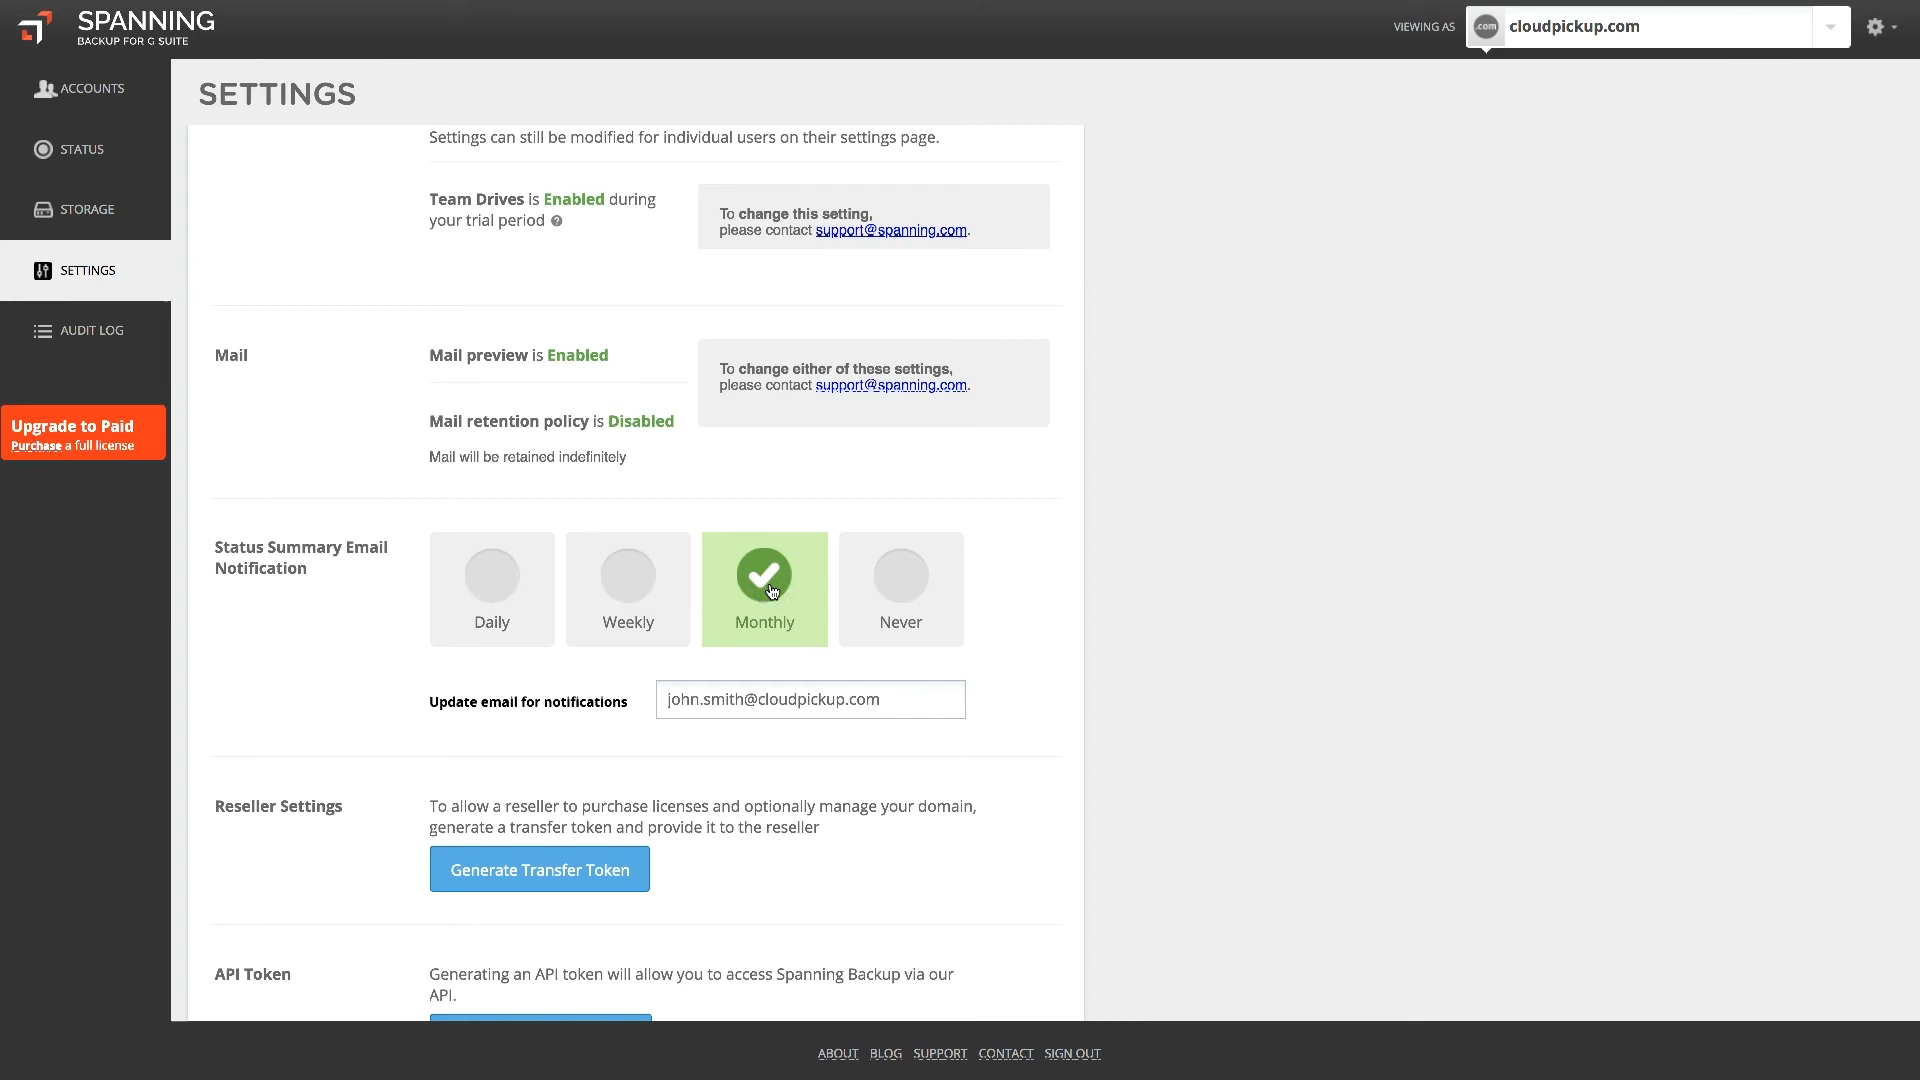 SPANNING
BACKUP FOR G SUITE
VIEWING AS
.com
cloudpickup.com
ACCOUNTS
STATUS
STORAGE
SETTINGS
AUDIT LOG
Upgrade to Paid
Purchase a full license
SETTINGS
Settings can still be modified for individual users on their settings page.
Team Drives is Enabled during
your trial period ?
To change this setting,
please contact support@spanning.com.
Mail
Mail preview is Enabled
To change either of these settings,
please contact support@spanning.com.
Mail retention policy is Disabled
Mail will be retained indefinitely
Status Summary Email
Notification
Daily
Weekly
Monthly
Never
Update email for notifications
john.smith@cloudpickup.com
Reseller Settings
To allow a reseller to purchase licenses and optionally manage your domain,
generate a transfer token and provide it to the reseller
Generate Transfer Token
API Token
Generating an API token will allow you to access Spanning Backup via our
API.
ABOUT BLOG SUPPORT CONTACT SIGN OUT